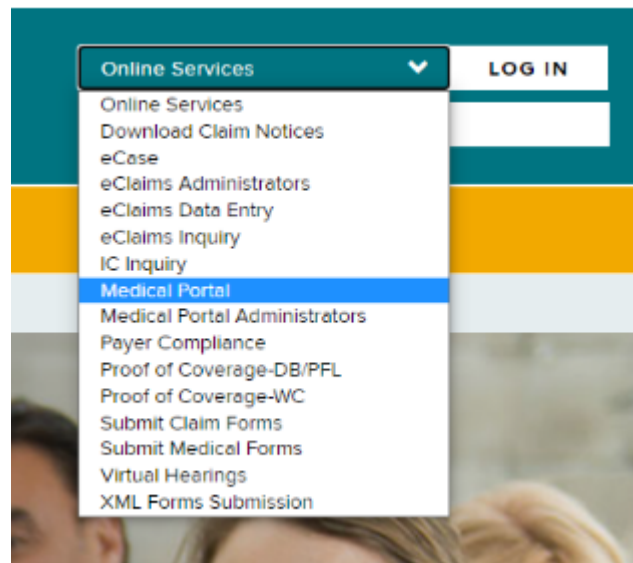 Online Services
LOG IN
Online Services
Download Claim Notices
eCase
eClaims Administrators
eClaims Data Entry
eClaims Inquiry
IC Inquiry
Medical Portal
Medical Portal Administrators
Payer Compliance
Proof of Coverage-DB/PFL
Proof of Coverage-WC
Submit Claim Forms
Submit Medical Forms
Virtual Hearings
XML Forms Submission